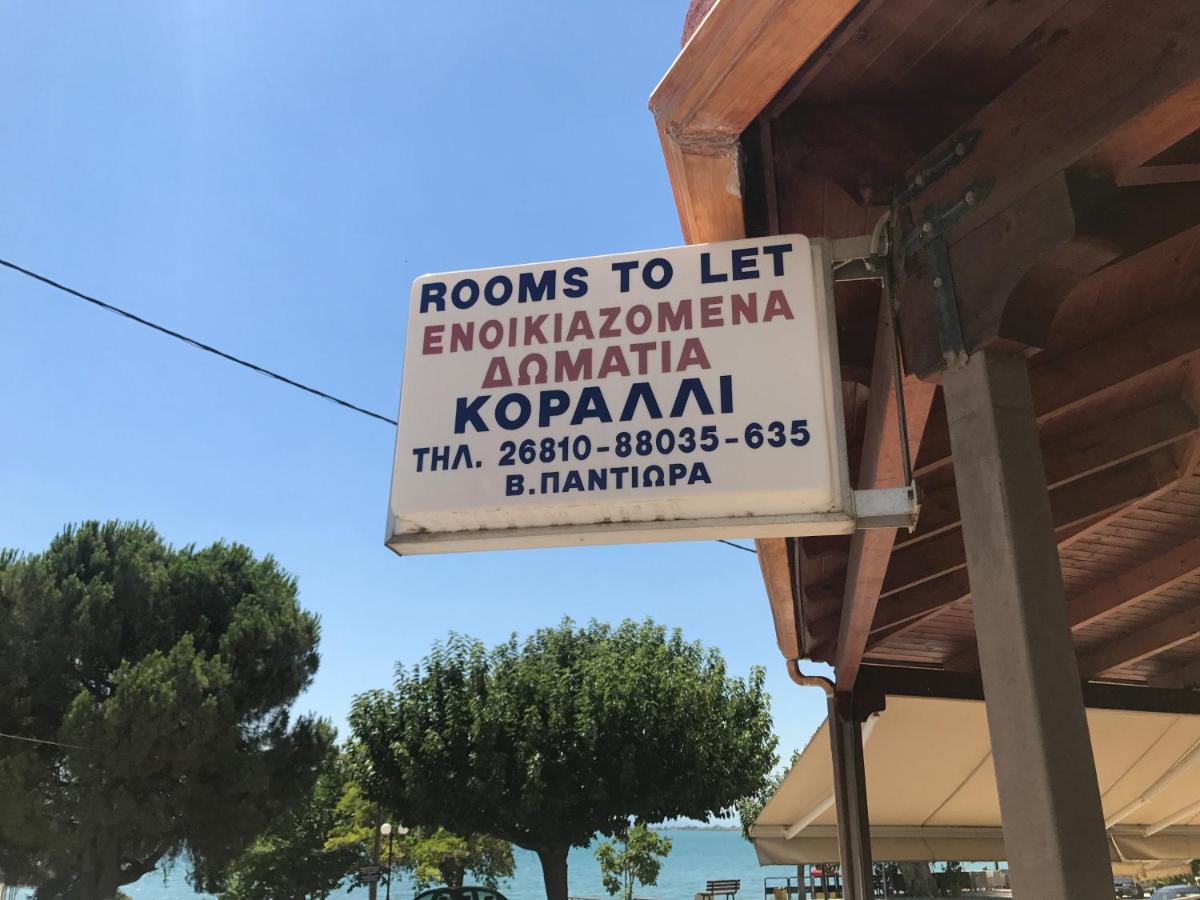 ROOMS TO LET
ΕΝΟΙΚΙΑΖΟΜΕΝΑ
ΔΩΜΑΤΙΑ
ΚΟΡΑΛΛΙ
ΤΗΛ. 26810-88035-635
Β.ΠΑΝΤΙΩΡΑ